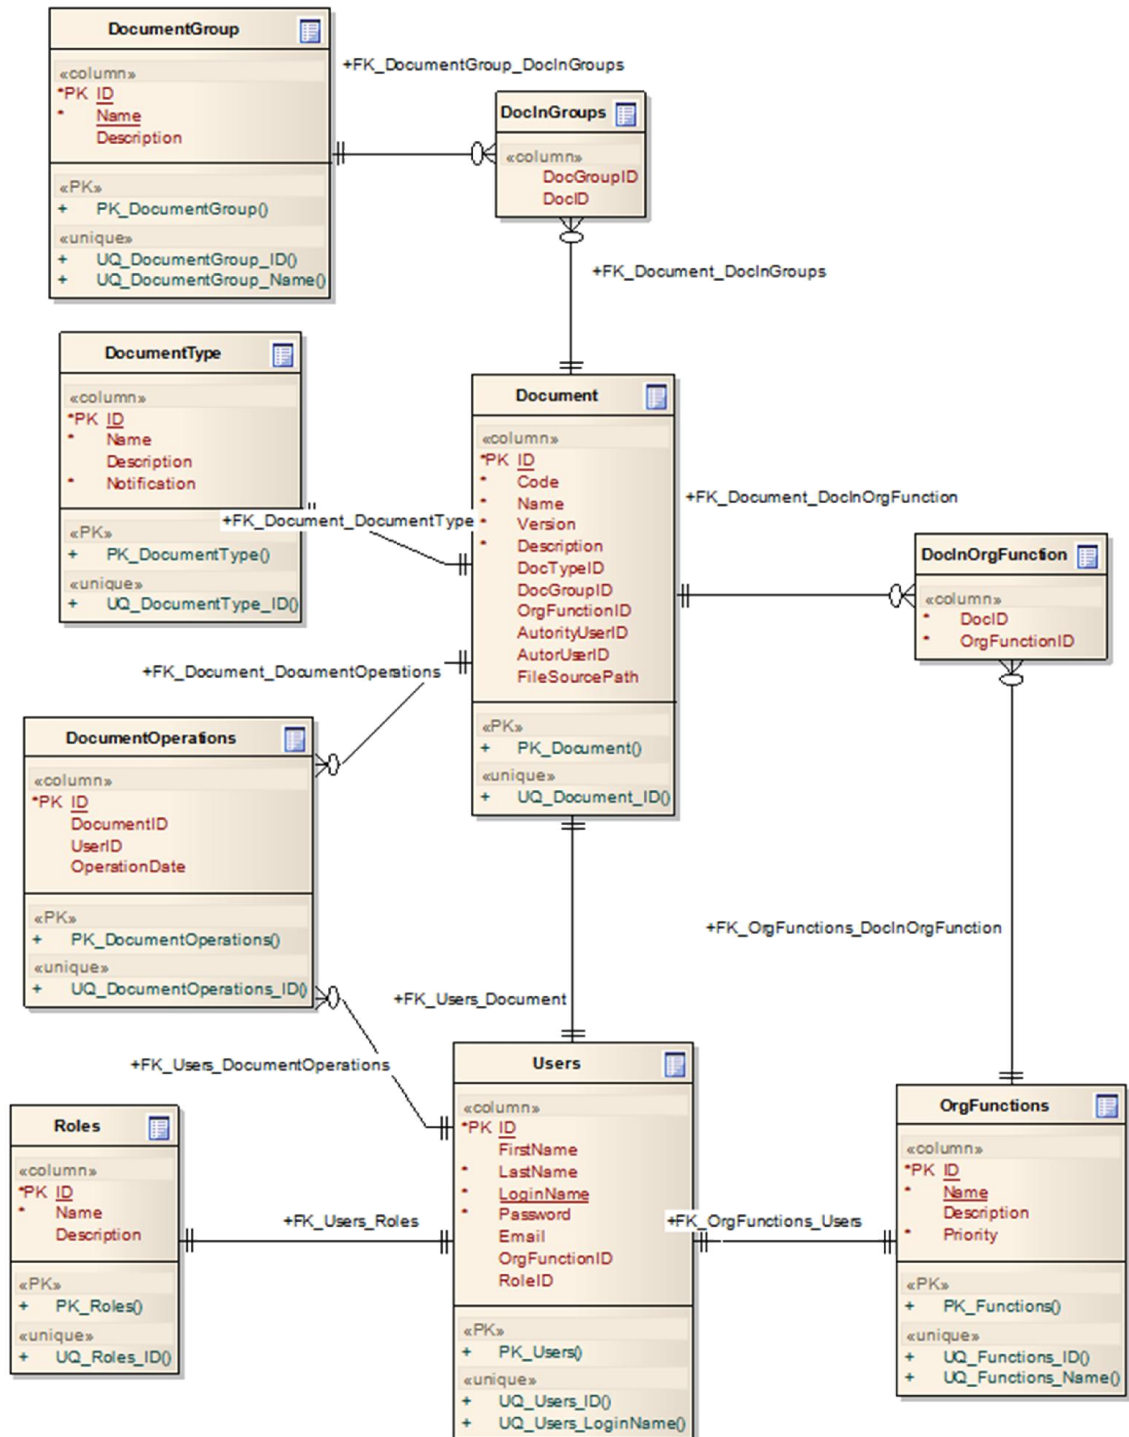 DocumentGroup
«column»
*PK ID
* Name
Description
«PK»
+ PK_DocumentGroup()
«unique»
+ UQ_DocumentGroup_ID()
+ UQ_DocumentGroup_Name()
+FK_DocumentGroup_DocInGroups
DocInGroups
«column»
DocGroupID
DocID
+FK_Document_DocInGroups
DocumentType
«column»
*PK ID
* Name
Description
* Notification
«PK»
+ PK_DocumentType()
«unique»
+ UQ_DocumentType_ID()
+FK_Document_DocumentType
Document
«column»
*PK ID
* Code
* Name
* Version
* Description
DocTypeID
DocGroupID
OrgFunctionID
AutorityUserID
AutorUserID
FileSourcePath
«PK»
+ PK_Document()
«unique»
+ UQ_Document_ID()
+FK_Document_DocInOrgFunction
DocInOrgFunction
«column»
* DocID
* OrgFunctionID
+FK_Document_DocumentOperations
DocumentOperations
«column»
*PK ID
DocumentID
UserID
OperationDate
«PK»
+ PK_DocumentOperations()
«unique»
+ UQ_DocumentOperations_ID()
+FK_OrgFunctions_DocInOrgFunction
+FK_Users_Document
+FK_Users_DocumentOperations
Roles
«column»
*PK ID
* Name
Description
«PK»
+ PK_Roles()
«unique»
+ UQ_Roles_ID()
+FK_Users_Roles
Users
«column»
*PK ID
FirstName
* LastName
* LoginName
* Password
Email
OrgFunctionID
RoleID
«PK»
+ PK_Users()
«unique»
+ UQ_Users_ID()
+ UQ_Users_LoginName()
+FK_OrgFunctions_Users
OrgFunctions
«column»
*PK ID
* Name
Description
* Priority
«PK»
+ PK_Functions()
«unique»
+ UQ_Functions_ID()
+ UQ_Functions_Name()